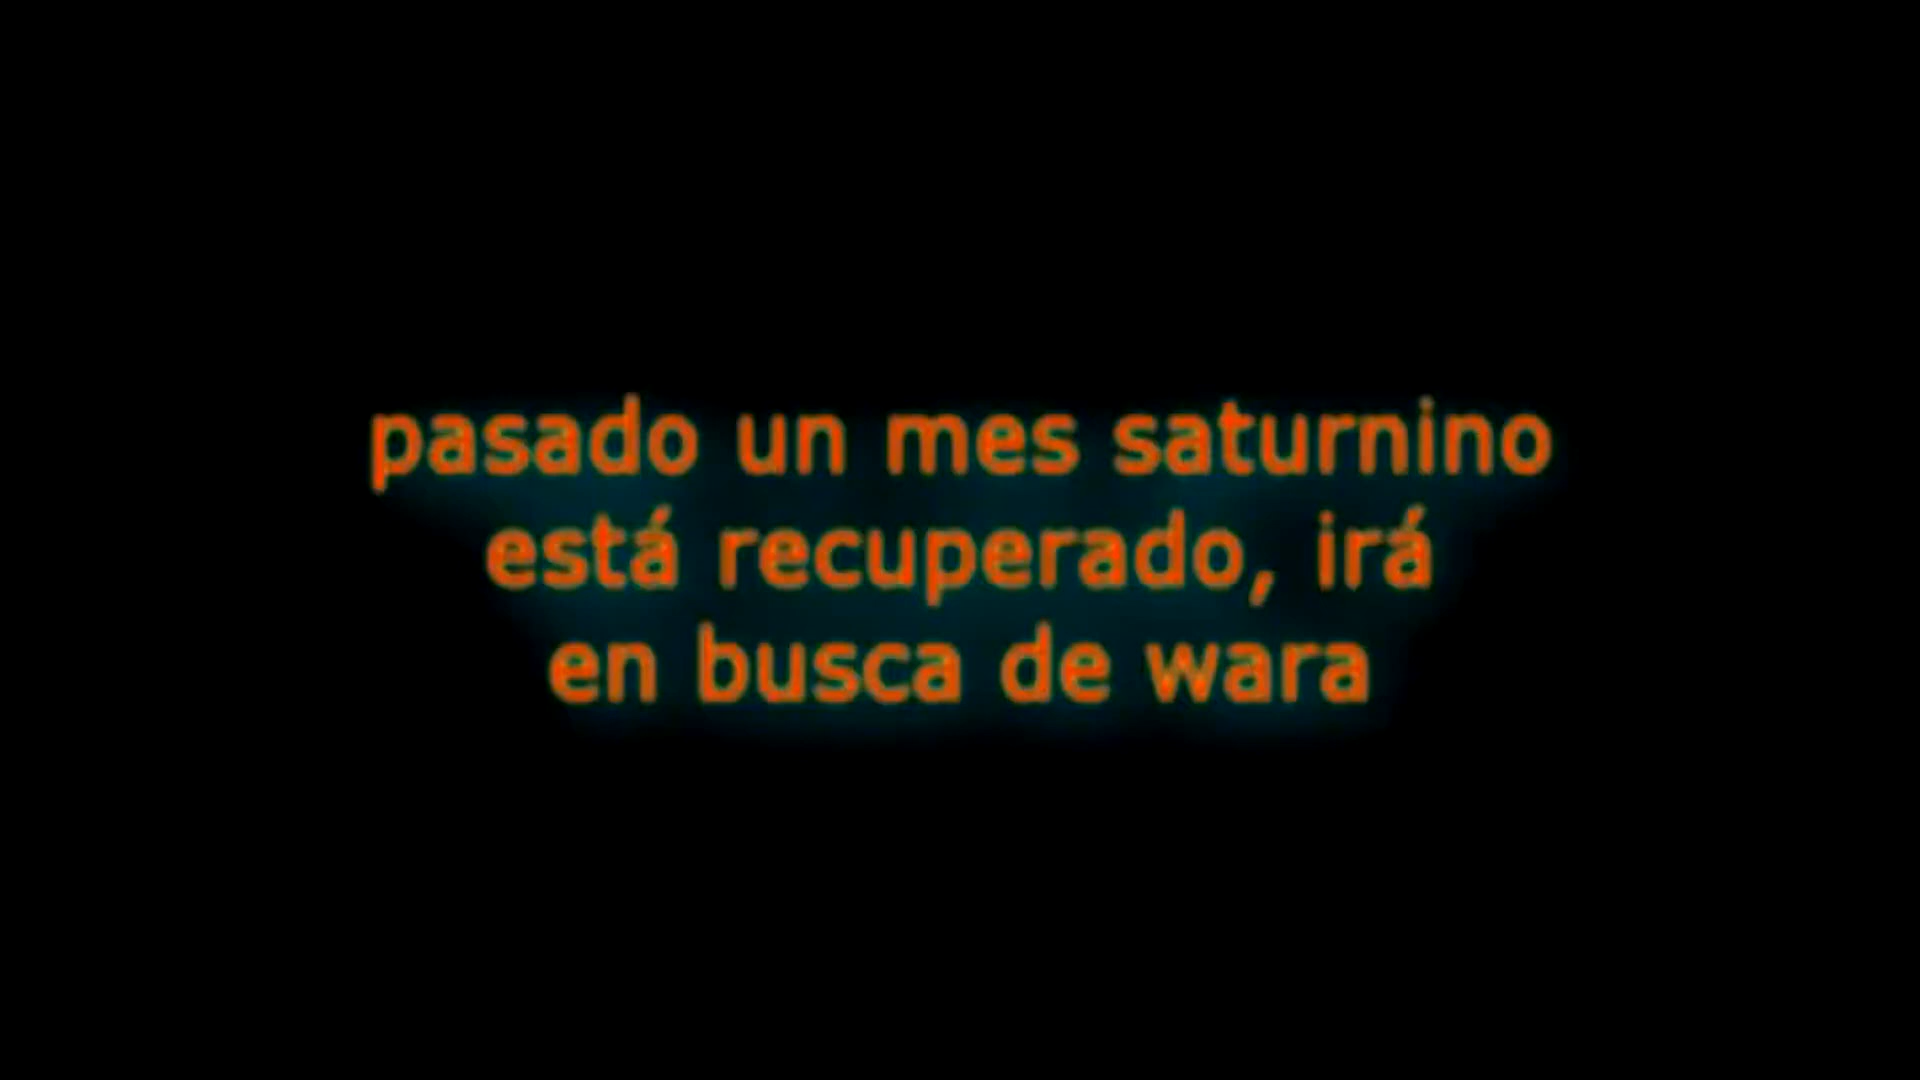 pasado un mes saturnino
está recuperado, irá
en busca de wara